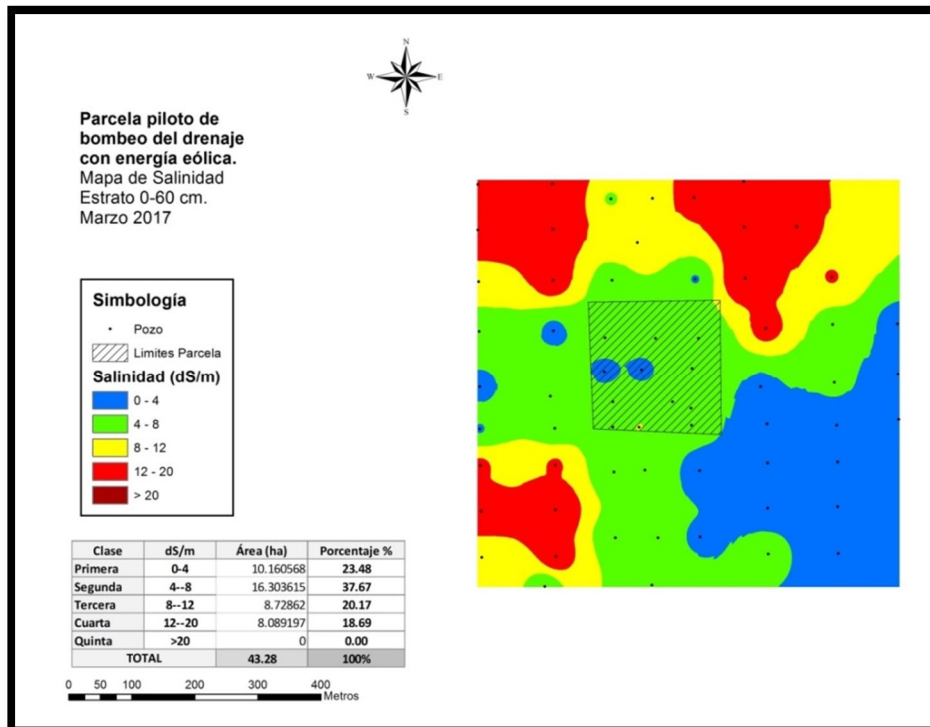 N
W
E
S
Parcela piloto de
bombeo del drenaje
con energía eólica.
Mapa de Salinidad
Estrato 0-60 cm.
Marzo 2017
Simbología
Pozo
Limites Parcela
Salinidad (dS/m)
0 - 4
4 - 8
8 - 12
12 - 20
> 20
Clase dS/m Área (ha) Porcentaje %
Primera 0-4 10.160568 23.48
Segunda 4--8 16.303615 37.67
Tercera 8--12 8.72862 20.17
Cuarta 12--20 8.089197 18.69
Quinta >20 0 0.00
TOTAL 43.28 100%
0 50 100 200 300 400
Metros